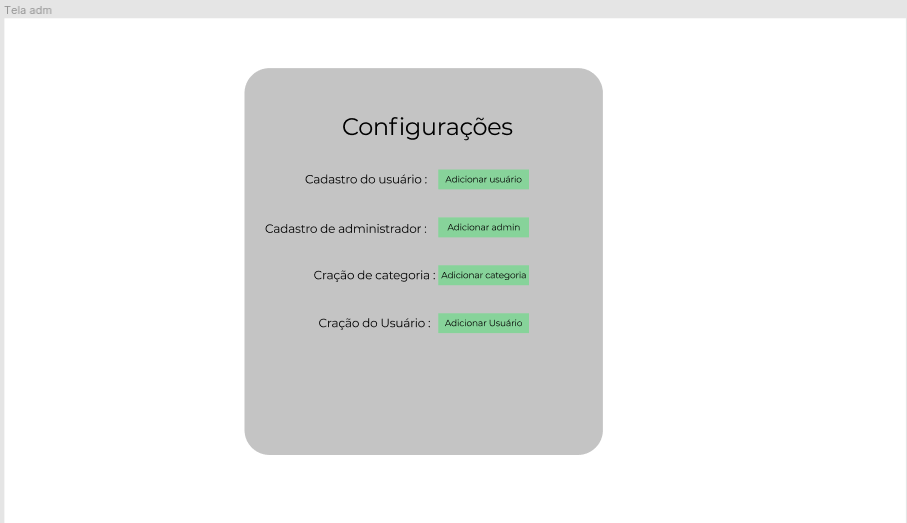 Tela adm
Configurações
Cadastro do usuário : Adicionar usuário
Cadastro de administrador : Adicionar admin
Cração de categoria : Adicionar categoria
Cração do Usuário : Adicionar Usuário